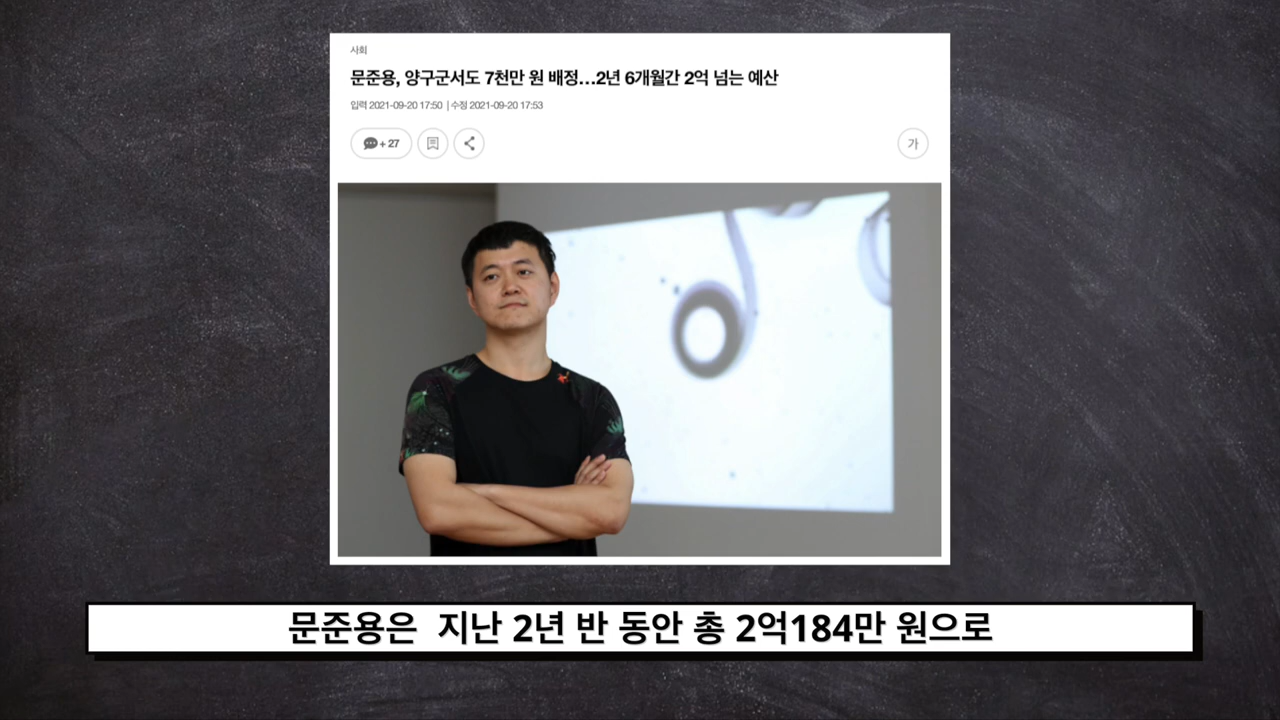 사회
문준용, 양구군서도 7천만 원 배정...2년 6개월간 2억 넘는 예산
입력 2021-09-20 17:50 | 수정 2021-09-20 17:53
+ 27
가
문준용은 지난 2년 반 동안 총 2억184만 원으로